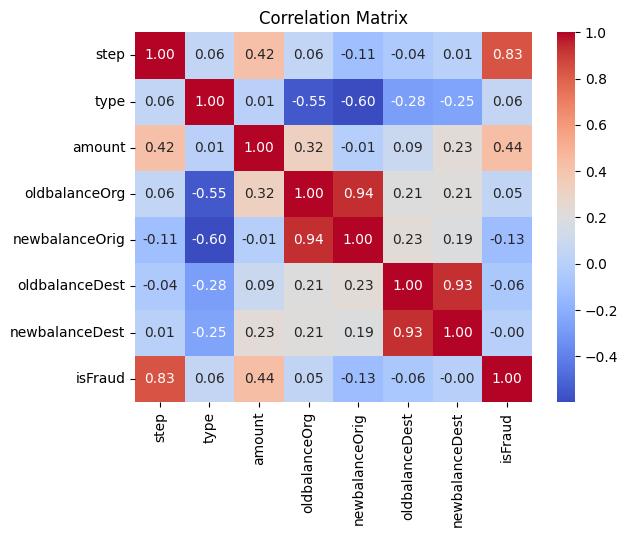 Correlation Matrix
step 1.00 0.06 0.42 0.06 -0.11 -0.04 0.01 0.83
type 0.06 1.00 0.01 -0.55 -0.60 -0.28 -0.25 0.06
amount 0.42 0.01 1.00 0.32 -0.01 0.09 0.23 0.44
oldbalanceOrg 0.06 -0.55 0.32 1.00 0.94 0.21 0.21 0.05
newbalanceOrig -0.11 -0.60 -0.01 0.94 1.00 0.23 0.19 -0.13
oldbalanceDest -0.04 -0.28 0.09 0.21 0.23 1.00 0.93 -0.06
newbalanceDest 0.01 -0.25 0.23 0.21 0.19 0.93 1.00 -0.00
isFraud 0.83 0.06 0.44 0.05 -0.13 -0.06 -0.00 1.00
step
type
amount
oldbalanceOrg
newbalanceOrig
oldbalanceDest
newbalanceDest
isFraud
1.0
0.8
0.6
0.4
0.2
0.0
−0.2
−0.4